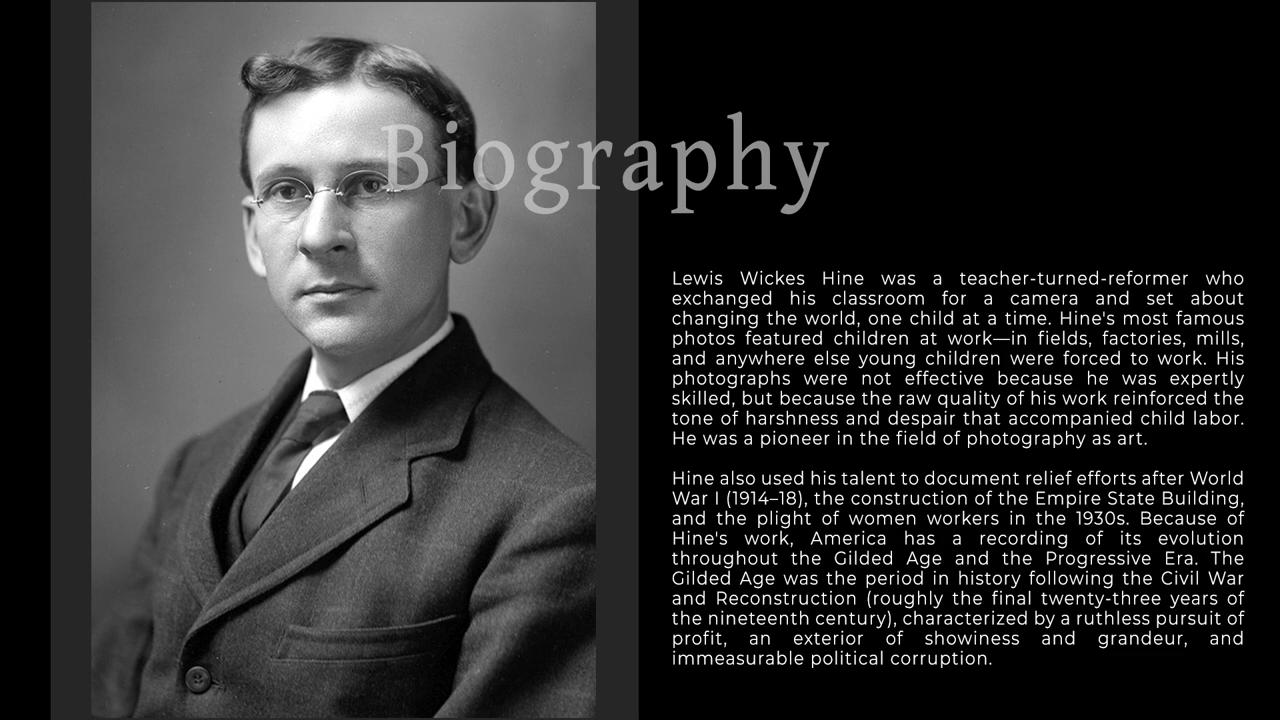 Biography
Lewis Wickes Hine was a teacher-turned-reformer who
exchanged his classroom for a camera and set about
changing the world, one child at a time. Hine's most famous
photos featured children at work—in fields, factories, mills,
and anywhere else young children were forced to work. His
photographs were not effective because he was expertly
skilled, but because the raw quality of his work reinforced the
tone of harshness and despair that accompanied child labor.
He was a pioneer in the field of photography as art.
Hine also used his talent to document relief efforts after World
War I (1914–18), the construction of the Empire State Building,
and the plight of women workers in the 1930s. Because of
Hine's work, America has a recording of its evolution
throughout the Gilded Age and the Progressive Era. The
Gilded Age was the period in history following the Civil War
and Reconstruction (roughly the final twenty-three years of
the nineteenth century), characterized by a ruthless pursuit of
profit, an exterior of showiness and grandeur, and
immeasurable political corruption.